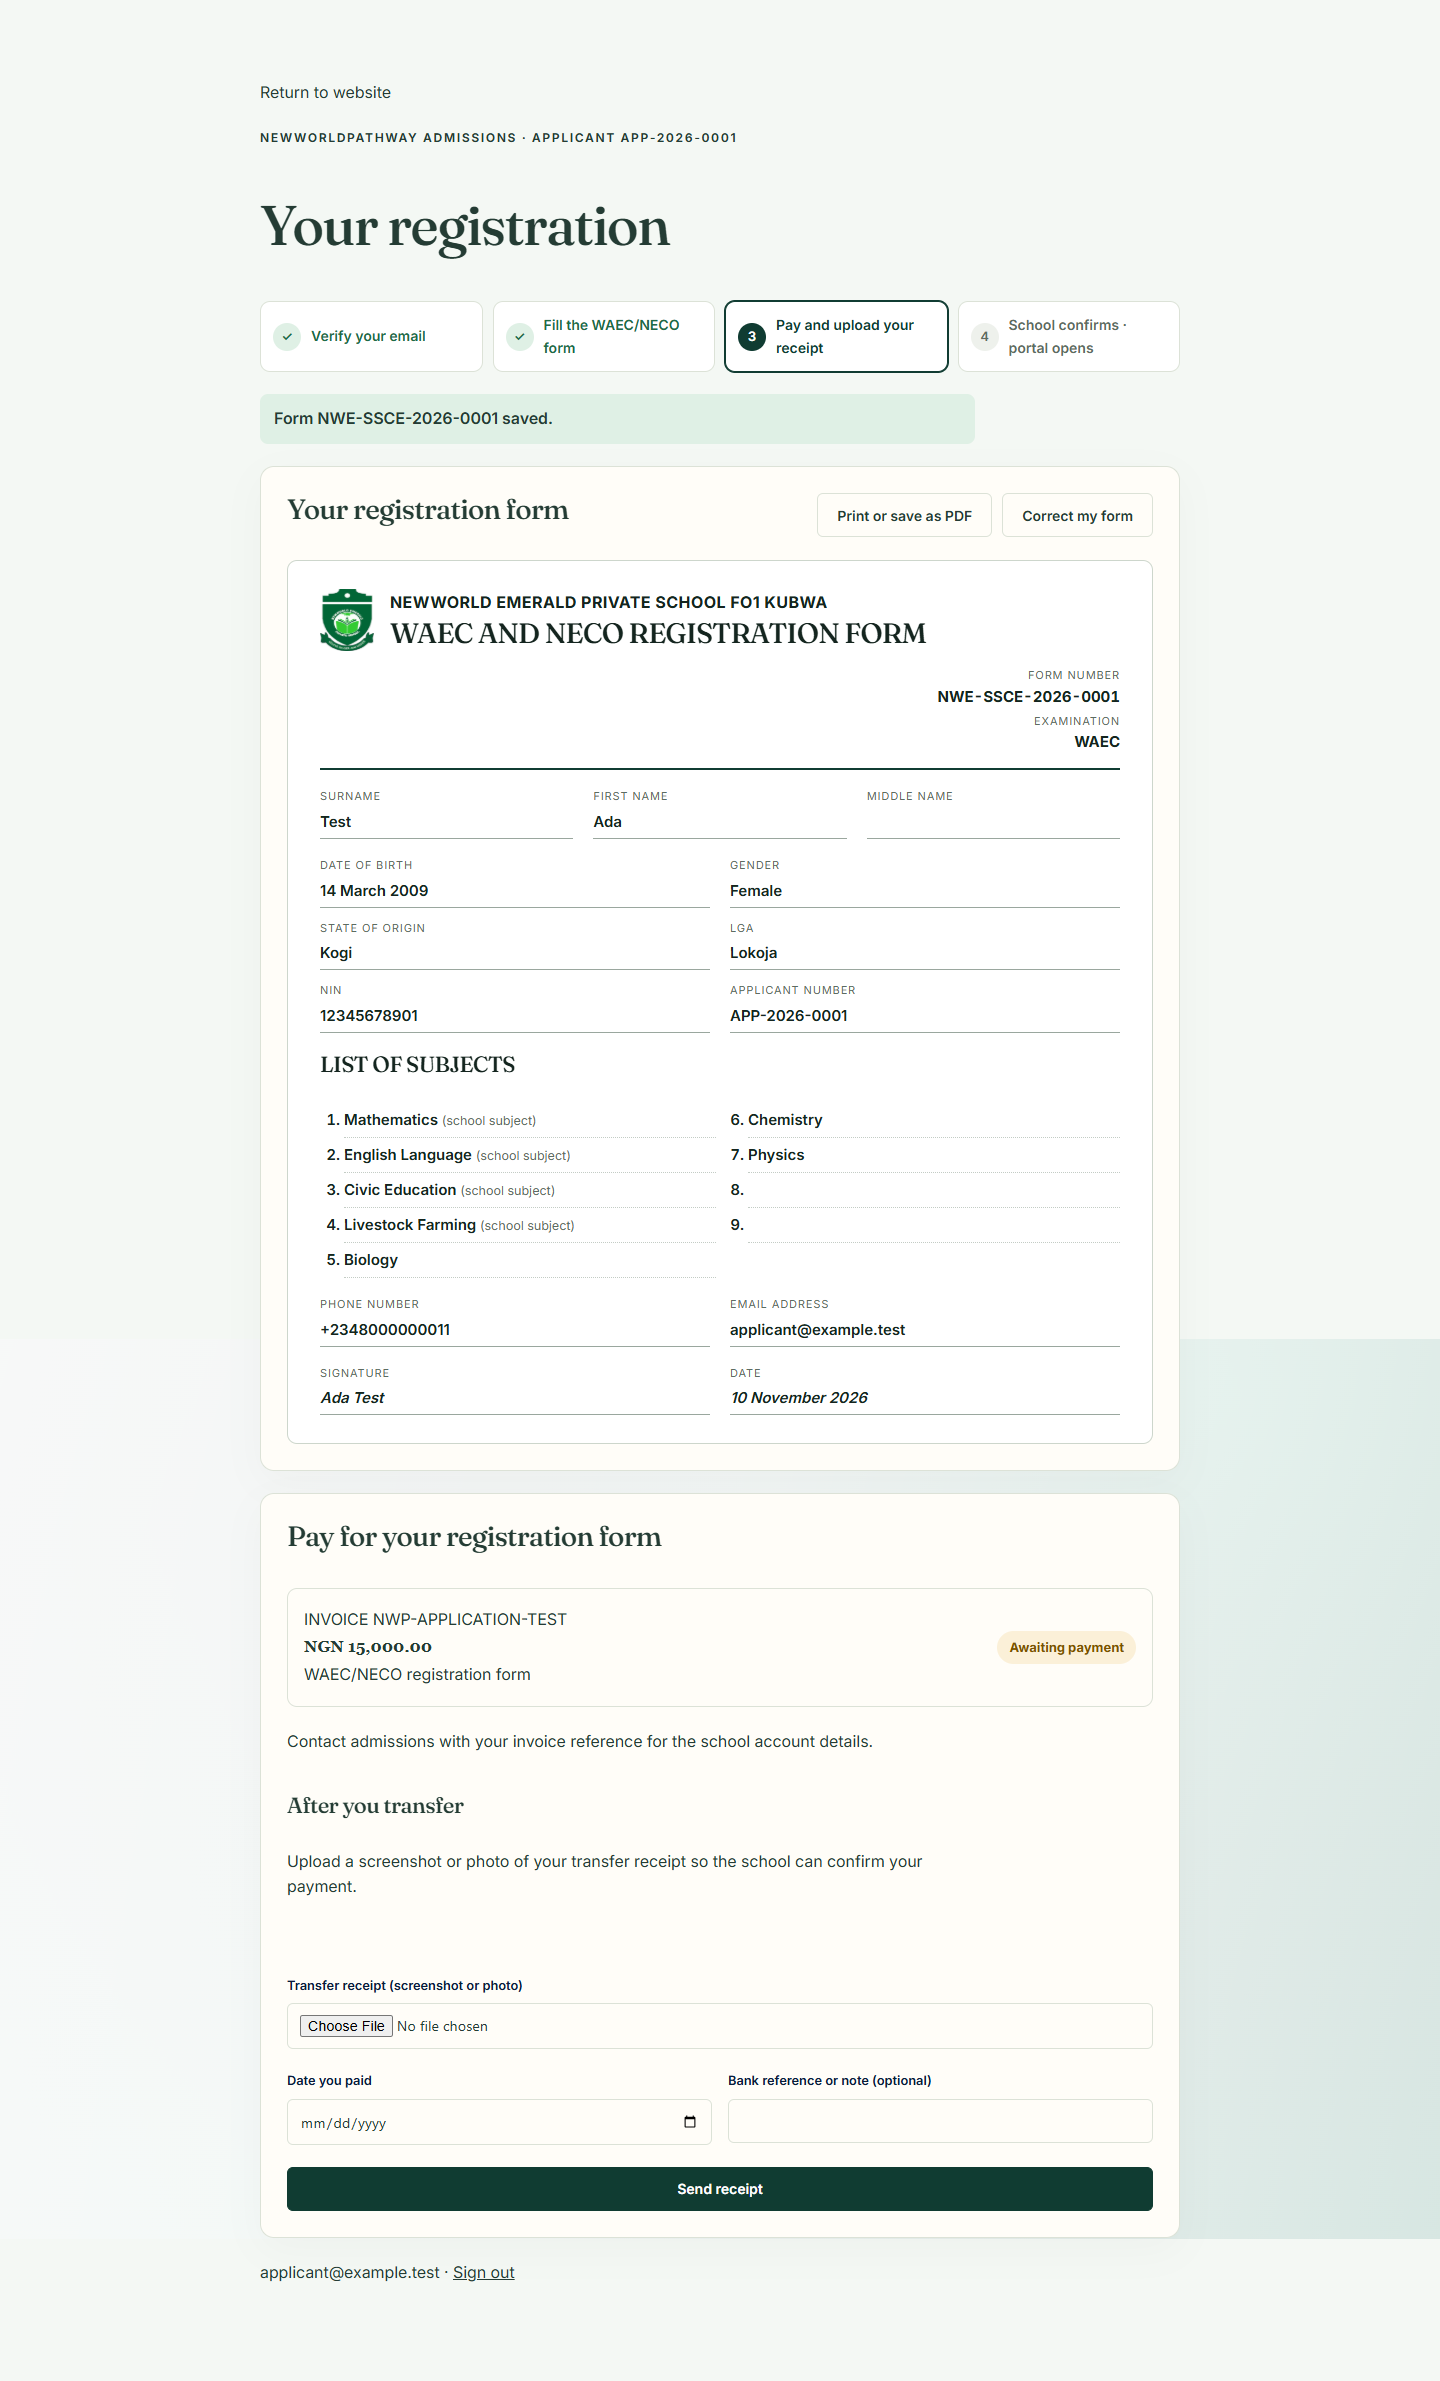 Return to website
NEWWORLDPATHWAY ADMISSIONS · APPLICANT APP-2026-0001
Your registration
Verify your email
Fill the WAEC/NECO
form
3
Pay and upload your
receipt
4
School confirms ·
portal opens
Form NWE-SSCE-2026-0001 saved.
Your registration form
Print or save as PDF
Correct my form
NEWWORLD EMERALD PRIVATE SCHOOL FO1 KUBWA
WAEC AND NECO REGISTRATION FORM
FORM NUMBER
NWE-SSCE-2026-0001
EXAMINATION
WAEC
SURNAME
Test
FIRST NAME
Ada
MIDDLE NAME
DATE OF BIRTH
14 March 2009
GENDER
Female
STATE OF ORIGIN
Kogi
LGA
Lokoja
NIN
12345678901
APPLICANT NUMBER
APP-2026-0001
LIST OF SUBJECTS
1. Mathematics (school subject)
2. English Language (school subject)
3. Civic Education (school subject)
4. Livestock Farming (school subject)
5. Biology
6. Chemistry
7. Physics
8.
9.
PHONE NUMBER
+2348000000011
EMAIL ADDRESS
applicant@example.test
SIGNATURE
Ada Test
DATE
10 November 2026
Pay for your registration form
INVOICE NWP-APPLICATION-TEST
NGN 15,000.00
WAEC/NECO registration form
Awaiting payment
Contact admissions with your invoice reference for the school account details.
After you transfer
Upload a screenshot or photo of your transfer receipt so the school can confirm your
payment.
Transfer receipt (screenshot or photo)
Choose File No file chosen
Date you paid
mm/dd/yyyy
Bank reference or note (optional)
Send receipt
applicant@example.test · Sign out